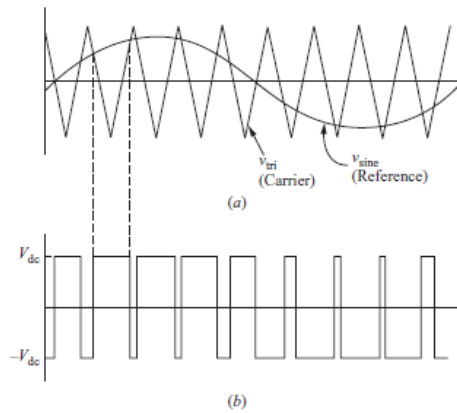 v_tri
(Carrier)
v_sine
(Reference)
(a)
V_dc
−V_dc
(b)